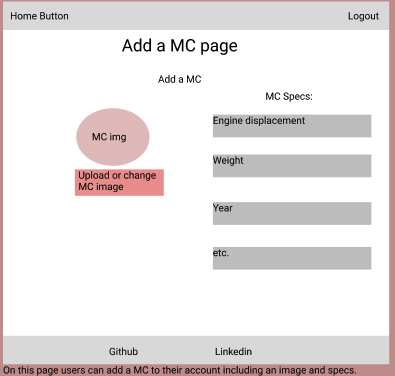 Home Button
Logout
Add a MC page
Add a MC
MC Specs:
MC img
Upload or change
MC image
Engine displacement
Weight
Year
etc.
Github
Linkedin
On this page users can add a MC to their account including an image and specs.